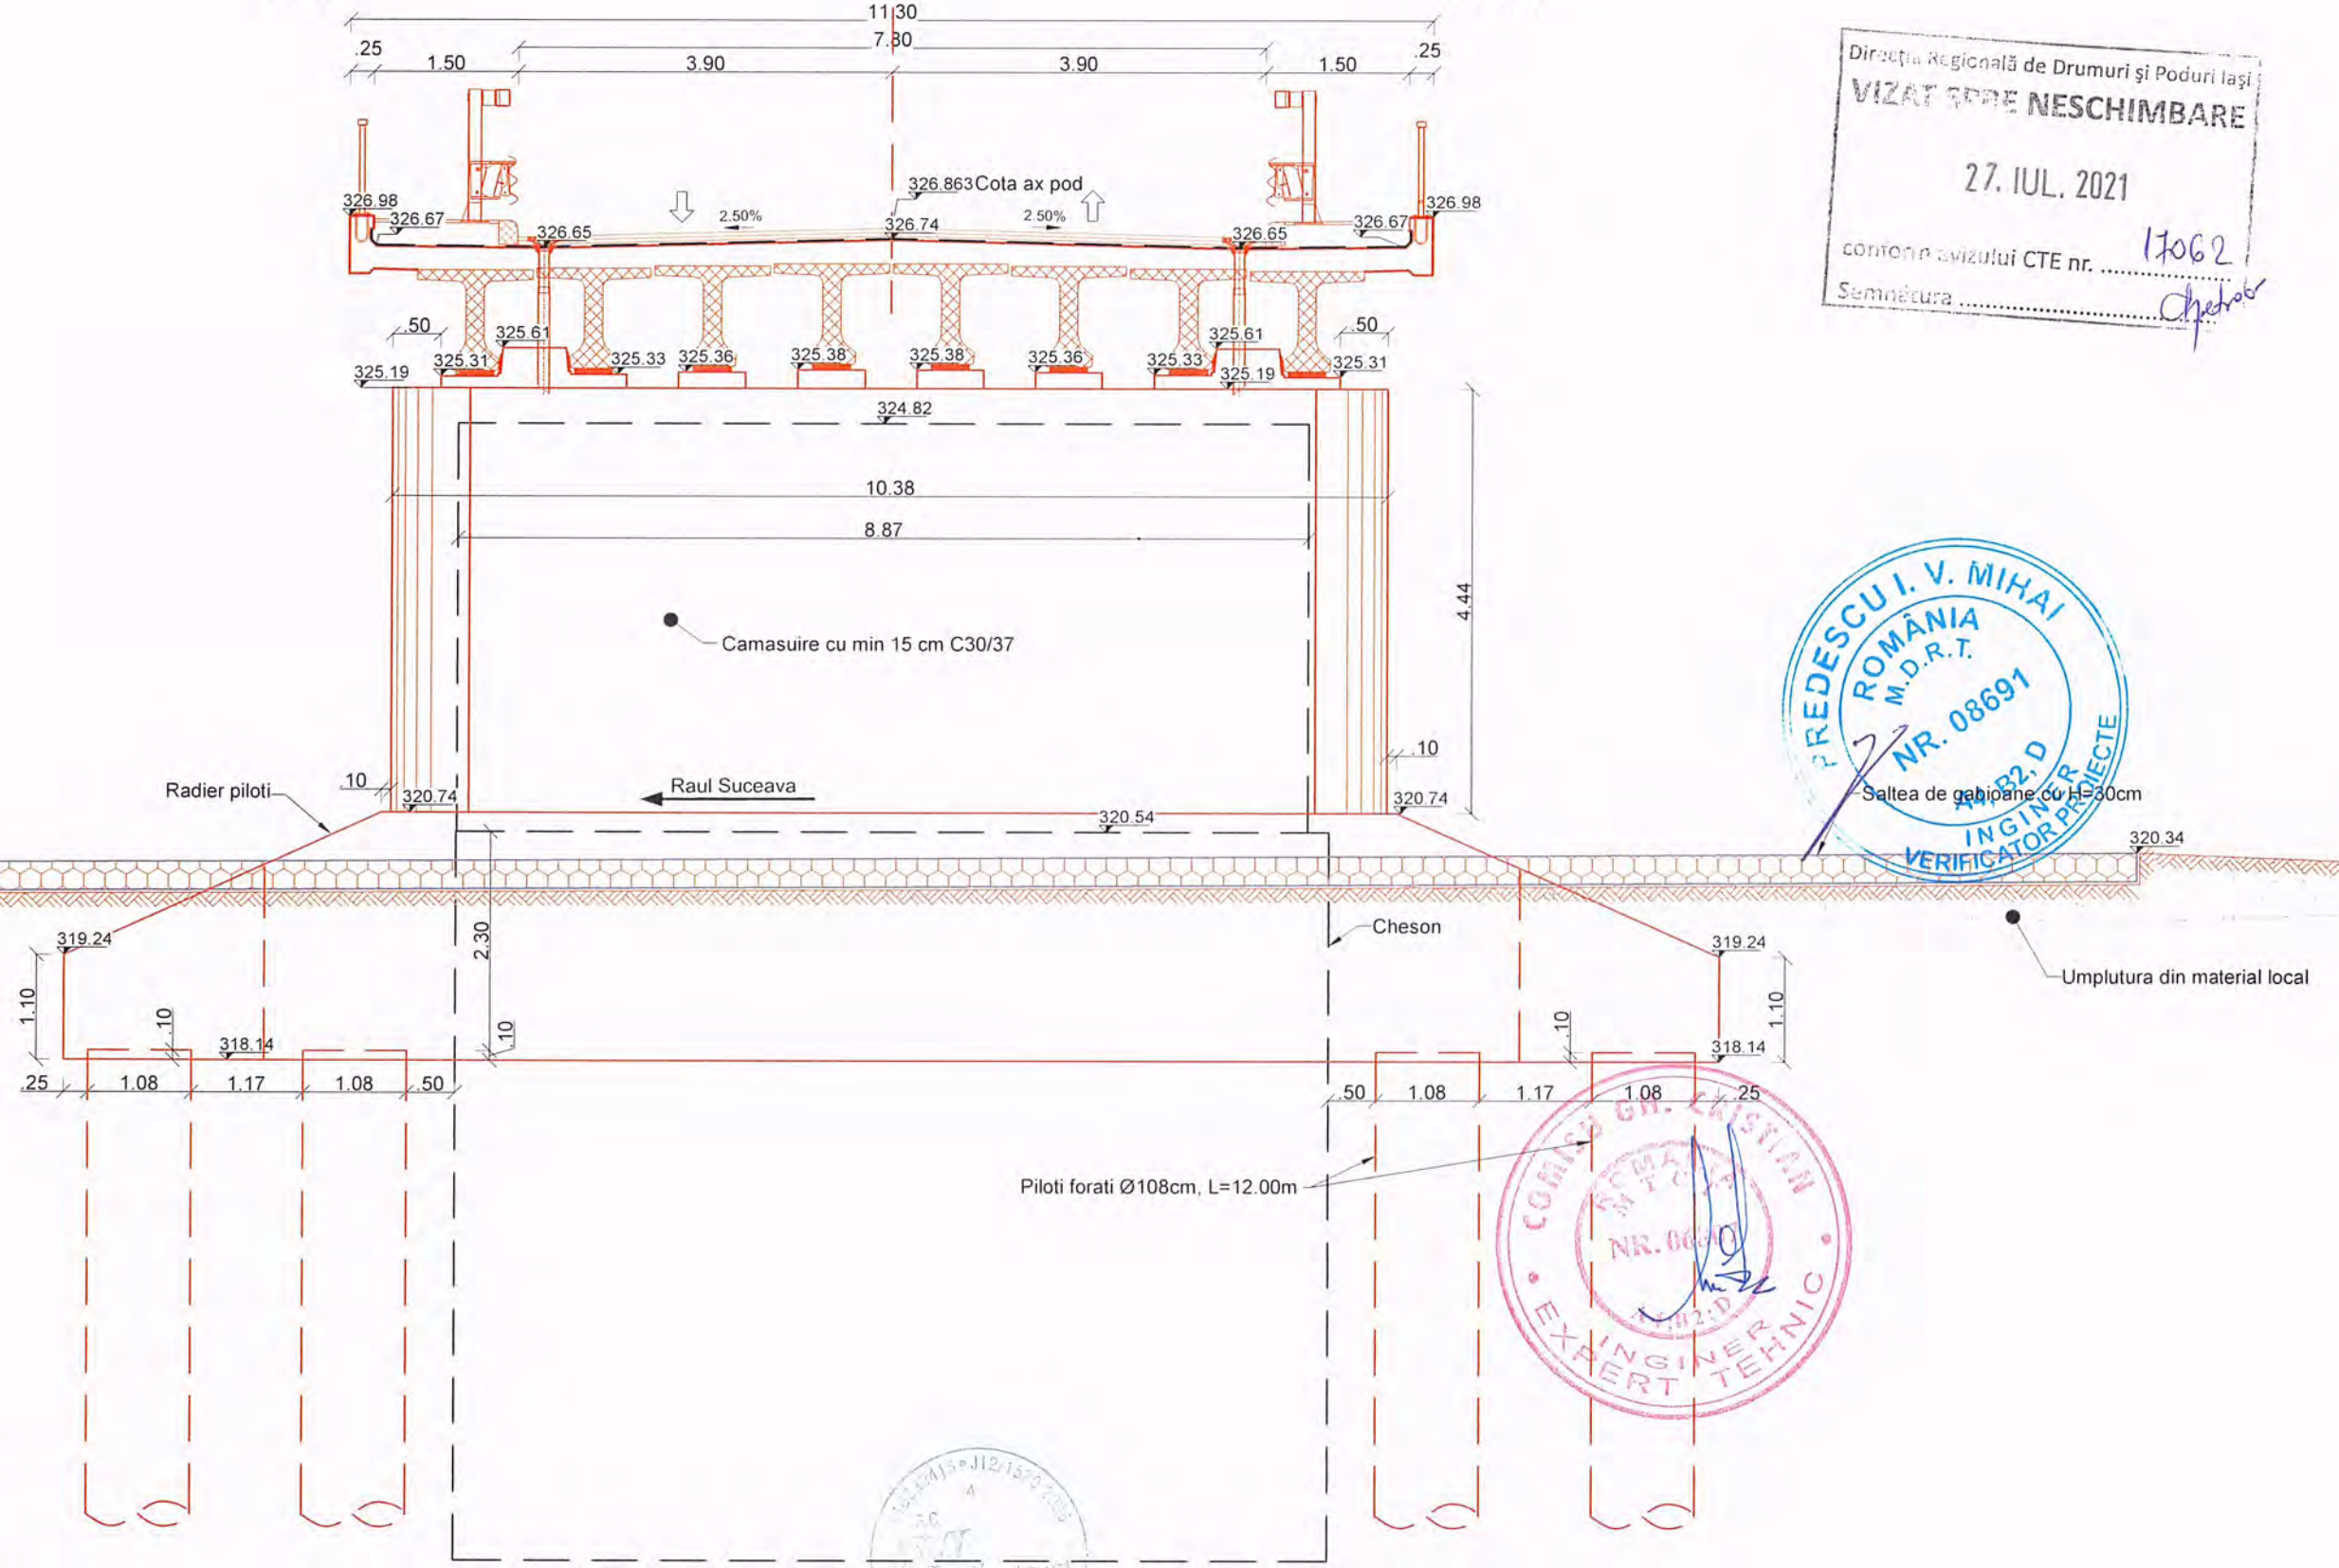 11.30
7.80
.25
1.50
3.90
3.90
1.50
.25
Direcția Regională de Drumuri și Poduri Iași
VIZAT SPRE NESCHIMBARE
27. IUL. 2021
conform avizului CTE nr. 17062
Semnătura
326.863 Cota ax pod
326.98
326.67
326.65
2.50%
326.74
2.50%
326.65
326.67
326.98
.50
325.61
325.61
.50
325.19
325.31
325.33
325.36
325.38
325.38
325.36
325.33
325.19
325.31
324.82
10.38
8.87
4.44
Camasuire cu min 15 cm C30/37
PREDESCU I. V. MIHAI
ROMÂNIA
M.D.R.T.
NR. 08691
A4, B2, D
INGINER
VERIFICATOR PROIECTE
Radier piloti
.10
320.74
Raul Suceava
.10
320.74
320.54
Saltea de gabioane cu H=30cm
320.34
319.24
2.30
Cheson
319.24
Umplutura din material local
1.10
.10
318.14
.10
.10
318.14
1.10
.25
1.08
1.17
1.08
.50
.50
1.08
1.17
1.08
.25
Piloti forati Ø108cm, L=12.00m
COMISU GH. CRISTIAN
NR.
INGINER
EXPERT TEHNIC